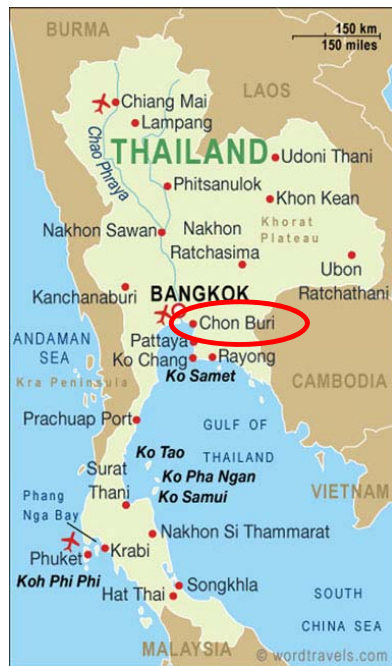 BURMA
150 km
150 miles
LAOS
Chiang Mai
Lampang
Chao Phraya
THAILAND
Udoni Thani
Phitsanulok
Khon Kean
Khorat
Plateau
Nakhon Sawan
Nakhon
Ratchasima
Ubon
Ratchathani
Kanchanaburi
BANGKOK
Chon Buri
ANDAMAN
SEA
Pattaya
Ko Chang
Rayong
Ko Samet
CAMBODIA
Kra Peninsula
Prachuap Port
GULF OF
THAILAND
Ko Tao
Ko Pha Ngan
Ko Samui
VIETNAM
Surat
Thani
Phang
Nga Bay
Nakhon Si Thammarat
Phuket
Krabi
Koh Phi Phi
Hat Thai
Songkhla
SOUTH
CHINA SEA
MALAYSIA
© wordtravels.com